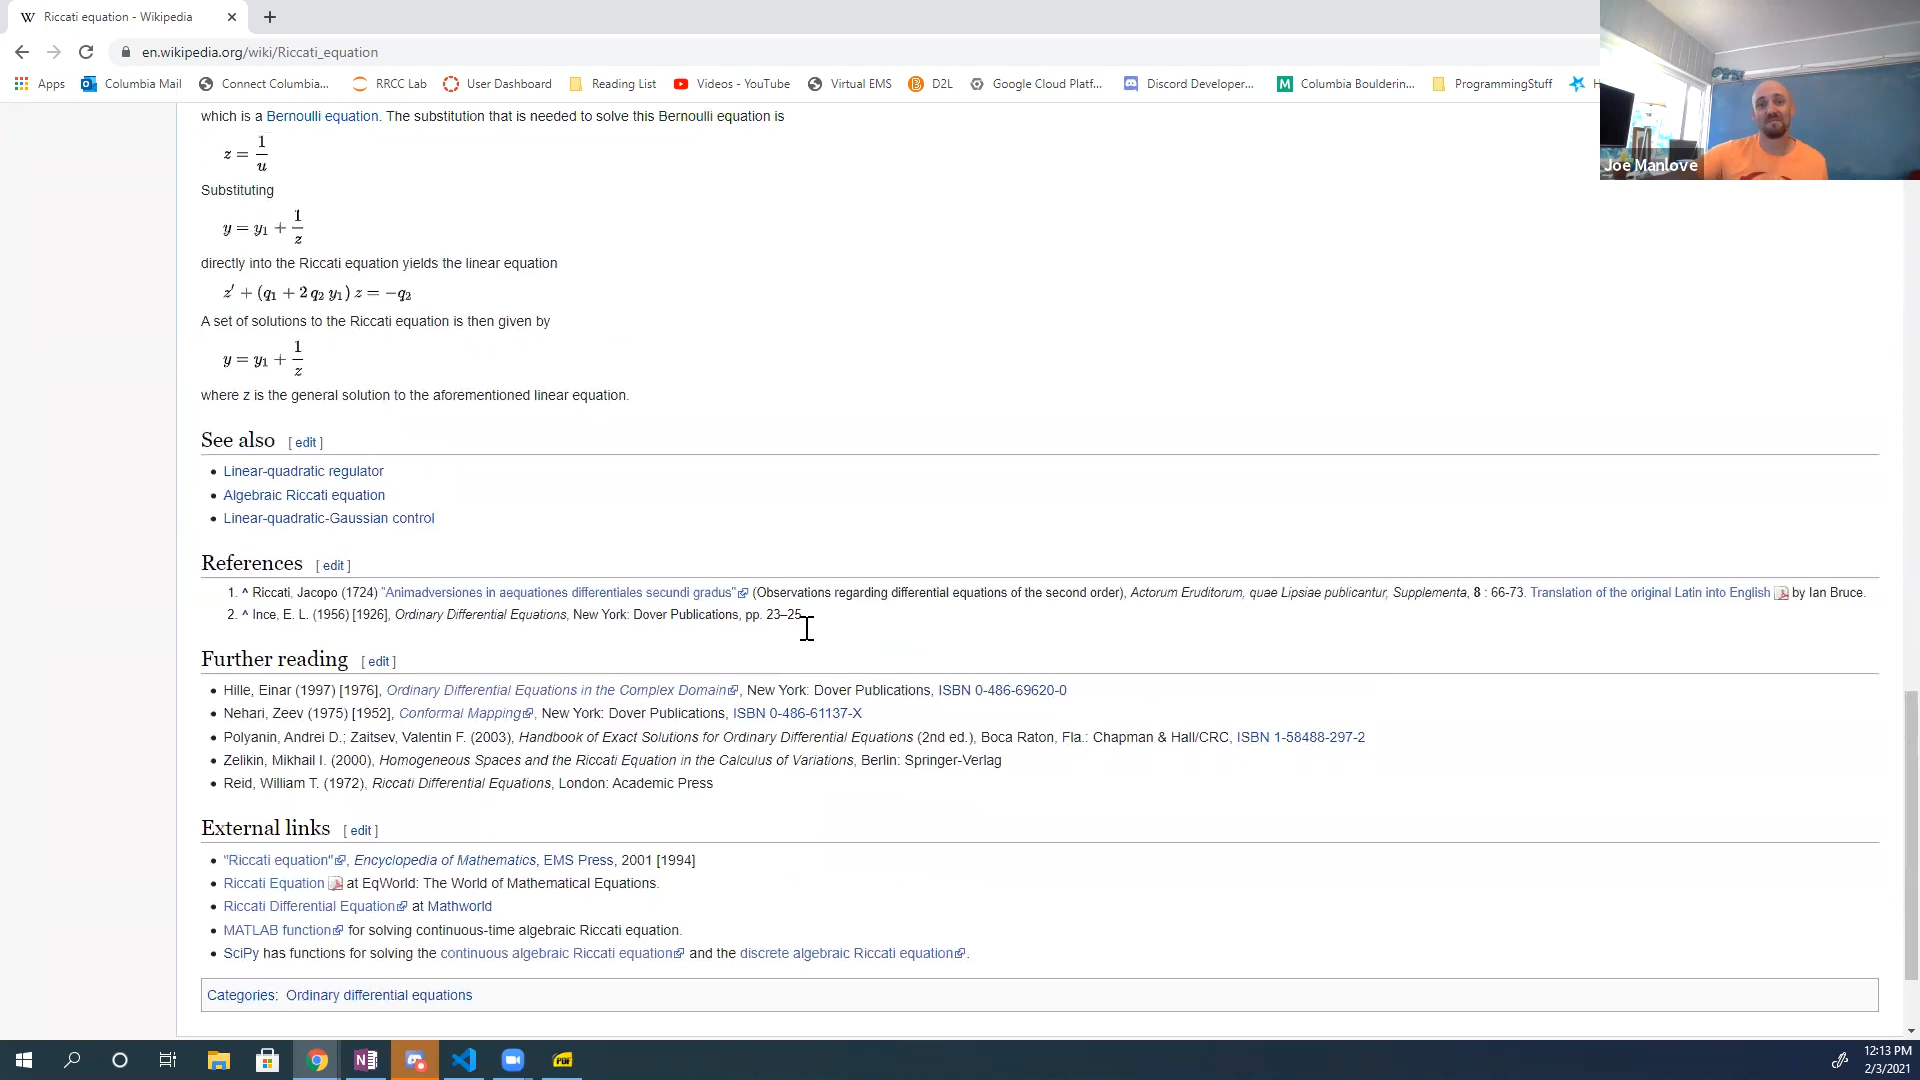 Riccati equation - Wikipedia
en.wikipedia.org/wiki/Riccati_equation
Apps Columbia Mail Connect Columbia... RRCC Lab User Dashboard Reading List Videos - YouTube Virtual EMS D2L Google Cloud Platf... Discord Developer... Columbia Boulderin... ProgrammingStuff
Joe Manlove
which is a Bernoulli equation. The substitution that is needed to solve this Bernoulli equation is
z = 1/u
Substituting
y = y₁ + 1/z
directly into the Riccati equation yields the linear equation
z′ + (q₁ + 2 q₂ y₁) z = −q₂
A set of solutions to the Riccati equation is then given by
y = y₁ + 1/z
where z is the general solution to the aforementioned linear equation.
See also [ edit ]
• Linear-quadratic regulator
• Algebraic Riccati equation
• Linear-quadratic-Gaussian control
References [ edit ]
1. ^ Riccati, Jacopo (1724) "Animadversiones in aequationes differentiales secundi gradus" (Observations regarding differential equations of the second order), Actorum Eruditorum, quae Lipsiae publicantur, Supplementa, 8 : 66-73. Translation of the original Latin into English by Ian Bruce.
2. ^ Ince, E. L. (1956) [1926], Ordinary Differential Equations, New York: Dover Publications, pp. 23–25
Further reading [ edit ]
• Hille, Einar (1997) [1976], Ordinary Differential Equations in the Complex Domain, New York: Dover Publications, ISBN 0-486-69620-0
• Nehari, Zeev (1975) [1952], Conformal Mapping, New York: Dover Publications, ISBN 0-486-61137-X
• Polyanin, Andrei D.; Zaitsev, Valentin F. (2003), Handbook of Exact Solutions for Ordinary Differential Equations (2nd ed.), Boca Raton, Fla.: Chapman & Hall/CRC, ISBN 1-58488-297-2
• Zelikin, Mikhail I. (2000), Homogeneous Spaces and the Riccati Equation in the Calculus of Variations, Berlin: Springer-Verlag
• Reid, William T. (1972), Riccati Differential Equations, London: Academic Press
External links [ edit ]
• "Riccati equation", Encyclopedia of Mathematics, EMS Press, 2001 [1994]
• Riccati Equation at EqWorld: The World of Mathematical Equations.
• Riccati Differential Equation at Mathworld
• MATLAB function for solving continuous-time algebraic Riccati equation.
• SciPy has functions for solving the continuous algebraic Riccati equation and the discrete algebraic Riccati equation.
Categories: Ordinary differential equations
12:13 PM
2/3/2021